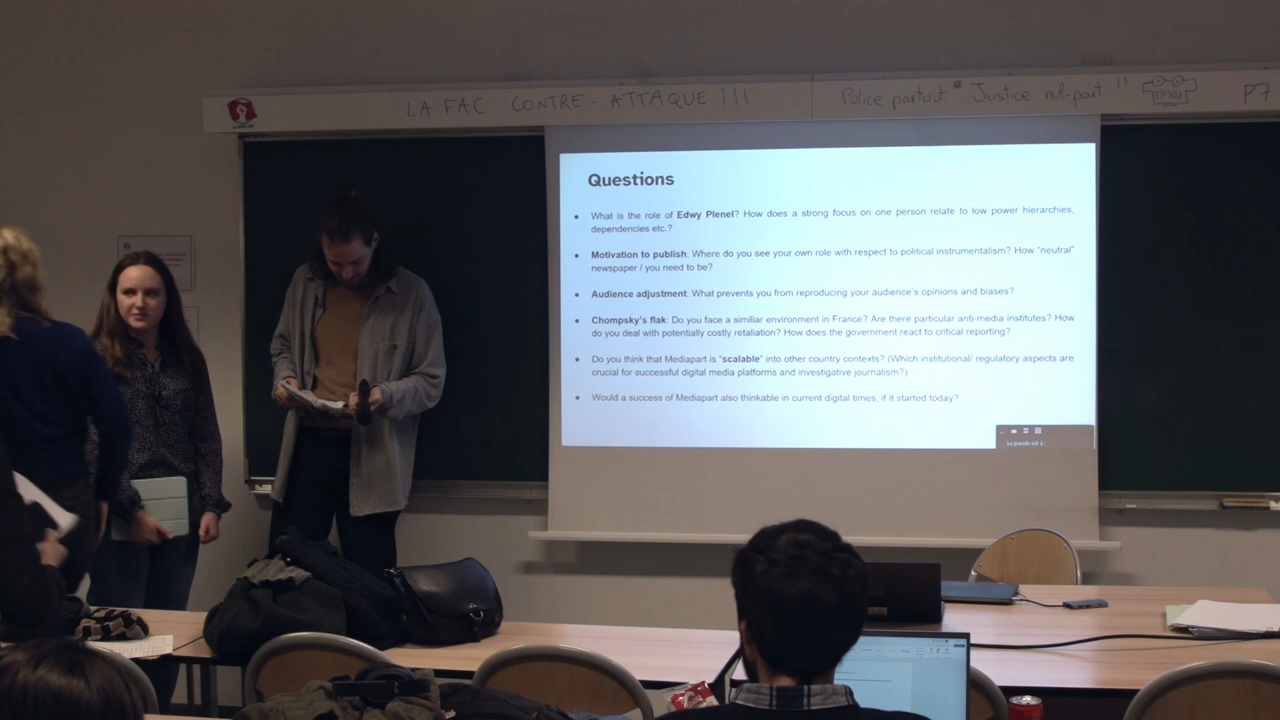 LA FAC CONTRE-ATTAQUE !!!
Police partout Justice nul-part !!
P7
Questions
• What is the role of Edwy Plenel? How does a strong focus on one person relate to low power hierarchies,
dependencies etc.?
• Motivation to publish: Where do you see your own role with respect to political instrumentalism? How “neutral”
newspaper / you need to be?
• Audience adjustment: What prevents you from reproducing your audience's opinions and biases?
• Chompsky's flak: Do you face a similiar environment in France? Are there particular anti-media institutes? How
do you deal with potentially costly retaliation? How does the government react to critical reporting?
• Do you think that Mediapart is “scalable” into other country contexts? (Which institutional/ regulatory aspects are
crucial for successful digital media platforms and investigative journalism?)
• Would a success of Mediapart also thinkable in current digital times, if it started today?
La parole est à :